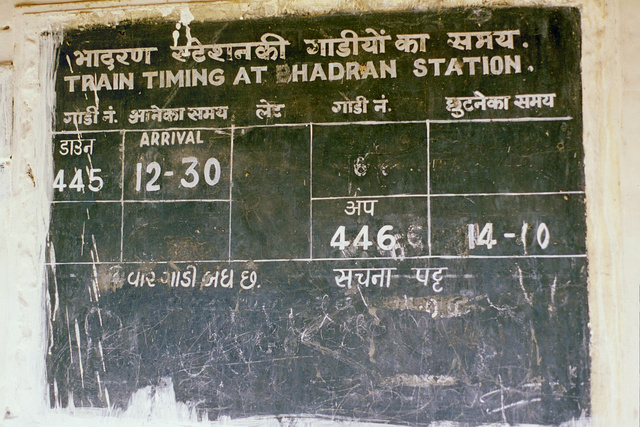 भादरण स्टेशनकी गाडीयों का समय.
TRAIN TIMING AT BHADRAN STATION.
गाडी नं. आनेका समय लेट गाडी नं. छुटनेका समय
डाउन ARRIVAL
445 12-30
अप
446 14-10
सचना पट्ट